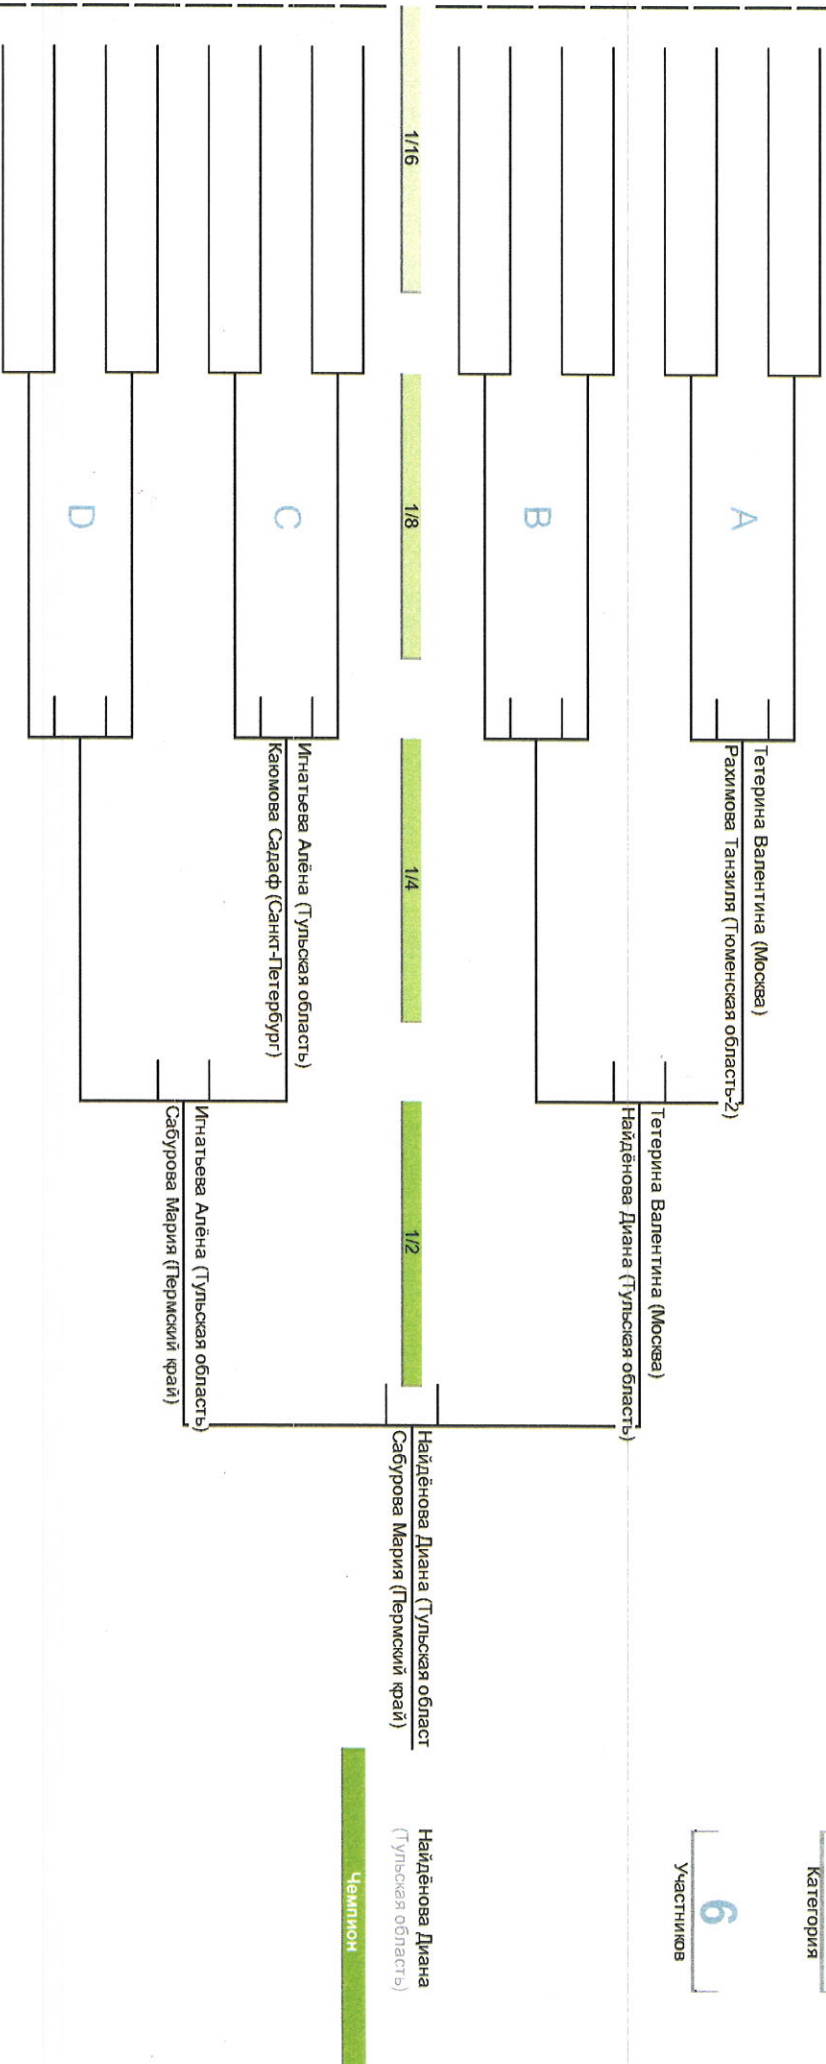 Категория
6
Участников
1/16
1/8
1/4
1/2
A
B
C
D
Тетерина Валентина (Москва)
Рахимова Танзиля (Тюменская область-2)
Игнатьева Алёна (Тульская область)
Каюмова Садаф (Санкт-Петербург)
Тетерина Валентина (Москва)
Найдёнова Диана (Тульская область)
Игнатьева Алёна (Тульская область)
Сабурова Мария (Пермский край)
Найдёнова Диана (Тульская област
Сабурова Мария (Пермский край)
Найдёнова Диана
(Тульская область)
Чемпион